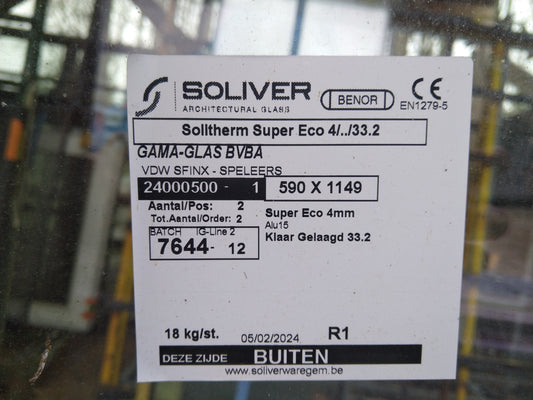 SOLIVER
ARCHITECTURAL GLASS
BENOR
CE
EN1279-5
Solitherm Super Eco 4/../33.2
GAMA-GLAS BVBA
VDW SFINX - SPELEERS
24000500 - 1 590 X 1149
Aantal/Pos: 2
Tot.Aantal/Order: 2
Super Eco 4mm
Alu15
Klaar Gelaagd 33.2
BATCH IG-Line 2
7644- 12
18 kg/st. 05/02/2024 R1
DEZE ZIJDE BUITEN
www.soliverwaregem.be